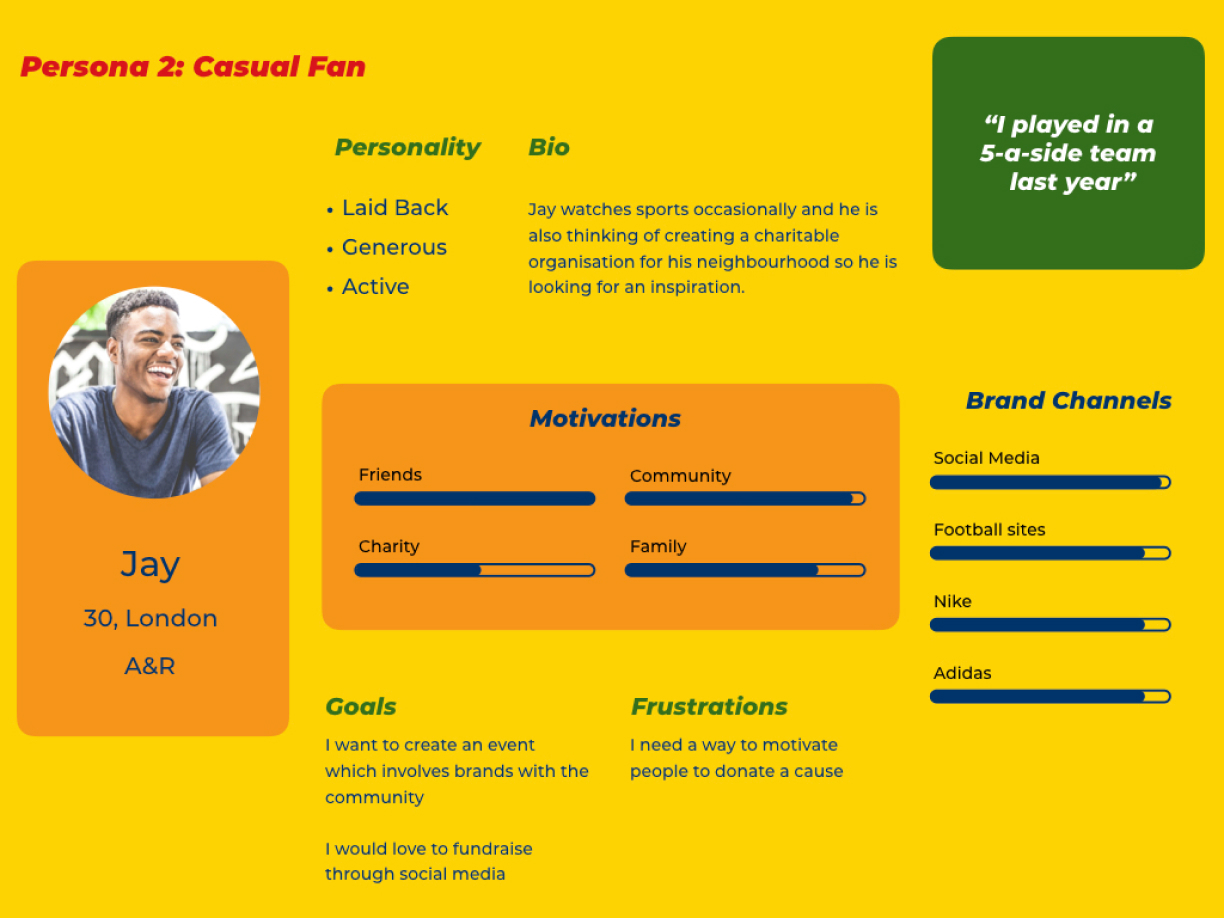 Persona 2: Casual Fan
“I played in a
5-a-side team
last year”
Personality
• Laid Back
• Generous
• Active
Bio
Jay watches sports occasionally and he is
also thinking of creating a charitable
organisation for his neighbourhood so he is
looking for an inspiration.
Jay
30, London
A&R
Motivations
Friends
Community
Charity
Family
Brand Channels
Social Media
Football sites
Nike
Adidas
Goals
I want to create an event
which involves brands with the
community
I would love to fundraise
through social media
Frustrations
I need a way to motivate
people to donate a cause